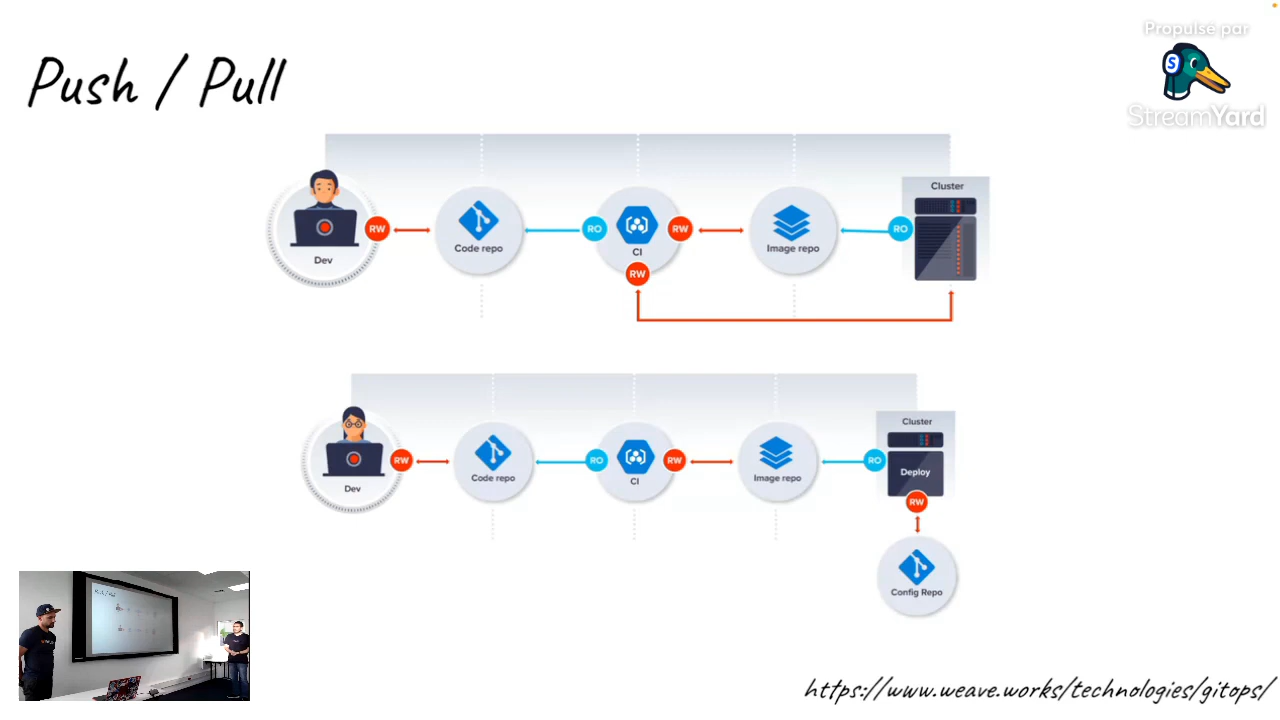 Propulsé par
StreamYard
Push / Pull
Dev
RW
Code repo
RO
CI
RW
RW
Image repo
RO
Cluster
Dev
RW
Code repo
RO
CI
RW
Image repo
RO
Cluster
Deploy
RW
Config Repo
Push / Pull
https://www.weave.works/technologies/gitops/